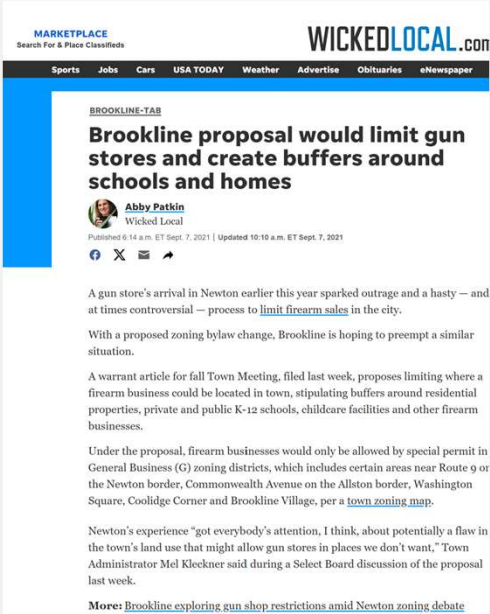 MARKETPLACE
Search For & Place Classifieds
WICKEDLOCAL.com
Sports Jobs Cars USA TODAY Weather Advertise Obituaries eNewspaper
BROOKLINE-TAB
Brookline proposal would limit gun
stores and create buffers around
schools and homes
Abby Patkin
Wicked Local
Published 6:14 a.m. ET Sept. 7, 2021 | Updated 10:10 a.m. ET Sept. 7, 2021
A gun store's arrival in Newton earlier this year sparked outrage and a hasty — and
at times controversial — process to limit firearm sales in the city.
With a proposed zoning bylaw change, Brookline is hoping to preempt a similar
situation.
A warrant article for fall Town Meeting, filed last week, proposes limiting where a
firearm business could be located in town, stipulating buffers around residential
properties, private and public K-12 schools, childcare facilities and other firearm
businesses.
Under the proposal, firearm businesses would only be allowed by special permit in
General Business (G) zoning districts, which includes certain areas near Route 9 or
the Newton border, Commonwealth Avenue on the Allston border, Washington
Square, Coolidge Corner and Brookline Village, per a town zoning map.
Newton's experience “got everybody's attention, I think, about potentially a flaw in
the town's land use that might allow gun stores in places we don't want,” Town
Administrator Mel Kleckner said during a Select Board discussion of the proposal
last week.
More: Brookline exploring gun shop restrictions amid Newton zoning debate